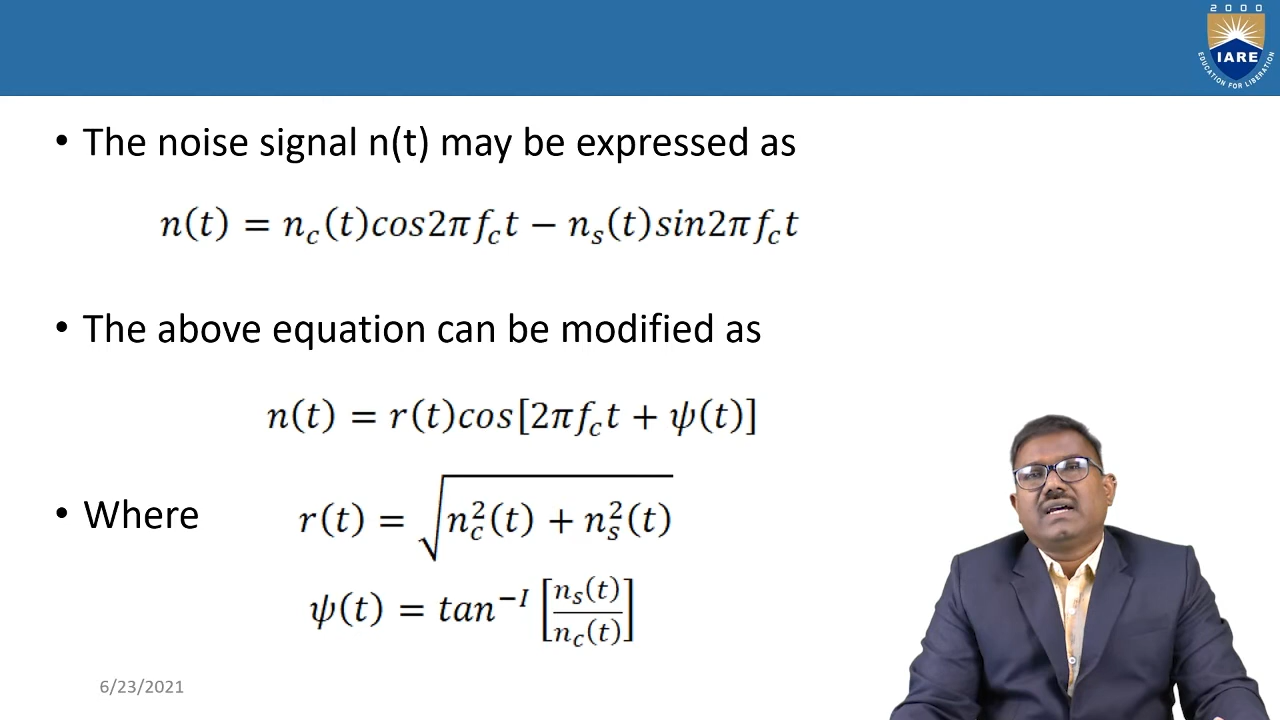 2000
IARE
EDUCATION FOR LIBERATION
• The noise signal n(t) may be expressed as
n(t) = n_c(t)cos2πf_ct − n_s(t)sin2πf_ct
• The above equation can be modified as
n(t) = r(t)cos[2πf_ct + ψ(t)]
• Where r(t) = √(n_c^2(t) + n_s^2(t))
ψ(t) = tan^{−I} [n_s(t)/n_c(t)]
6/23/2021